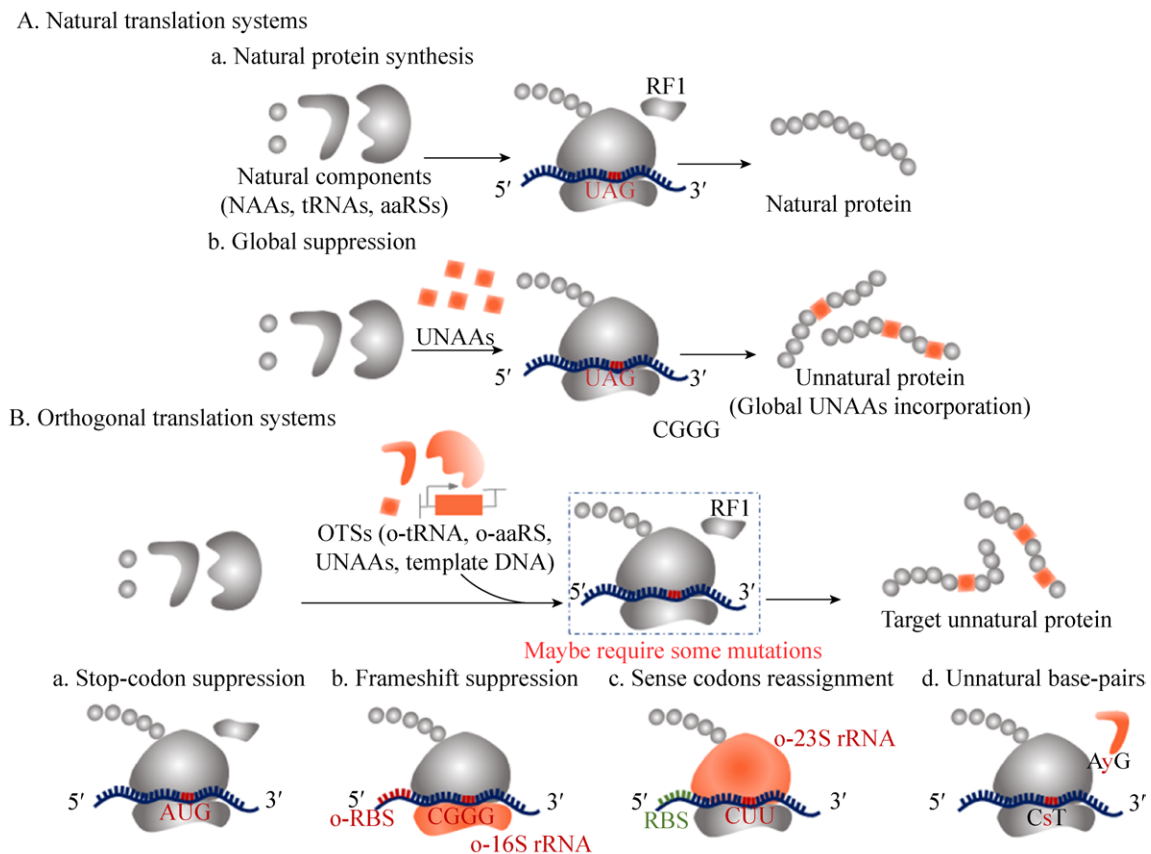 A. Natural translation systems
a. Natural protein synthesis
RF1
Natural components
(NAAs, tRNAs, aaRSs)
5′
UAG
3′
Natural protein
b. Global suppression
UNAAs
5′
UAG
3′
Unnatural protein
(Global UNAAs incorporation)
CGGG
B. Orthogonal translation systems
OTSs (o-tRNA, o-aaRS,
UNAAs, template DNA)
RF1
5′
3′
Target unnatural protein
Maybe require some mutations
a. Stop-codon suppression
b. Frameshift suppression
c. Sense codons reassignment
d. Unnatural base-pairs
5′
AUG
3′
5′
o-RBS
CGGG
3′
o-16S rRNA
o-23S rRNA
5′
RBS
CUU
3′
AyG
5′
CsT
3′